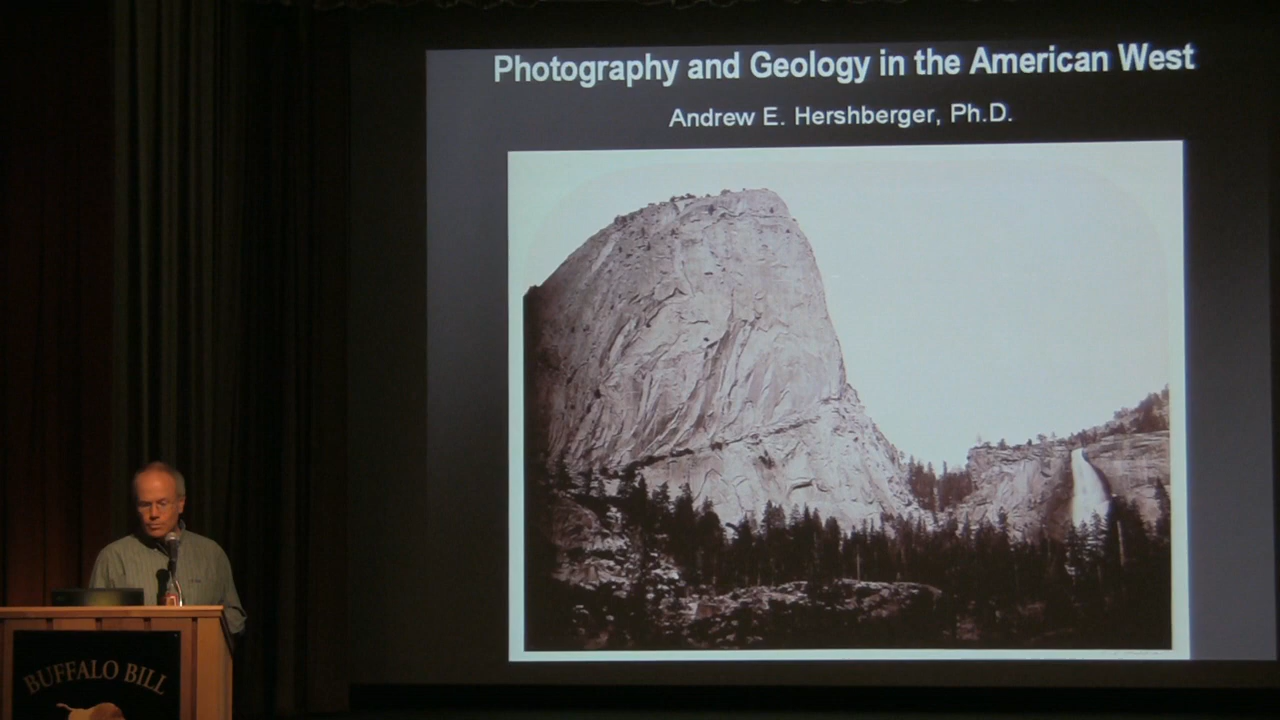 Photography and Geology in the American West
Andrew E. Hershberger, Ph.D.
BUFFALO BILL